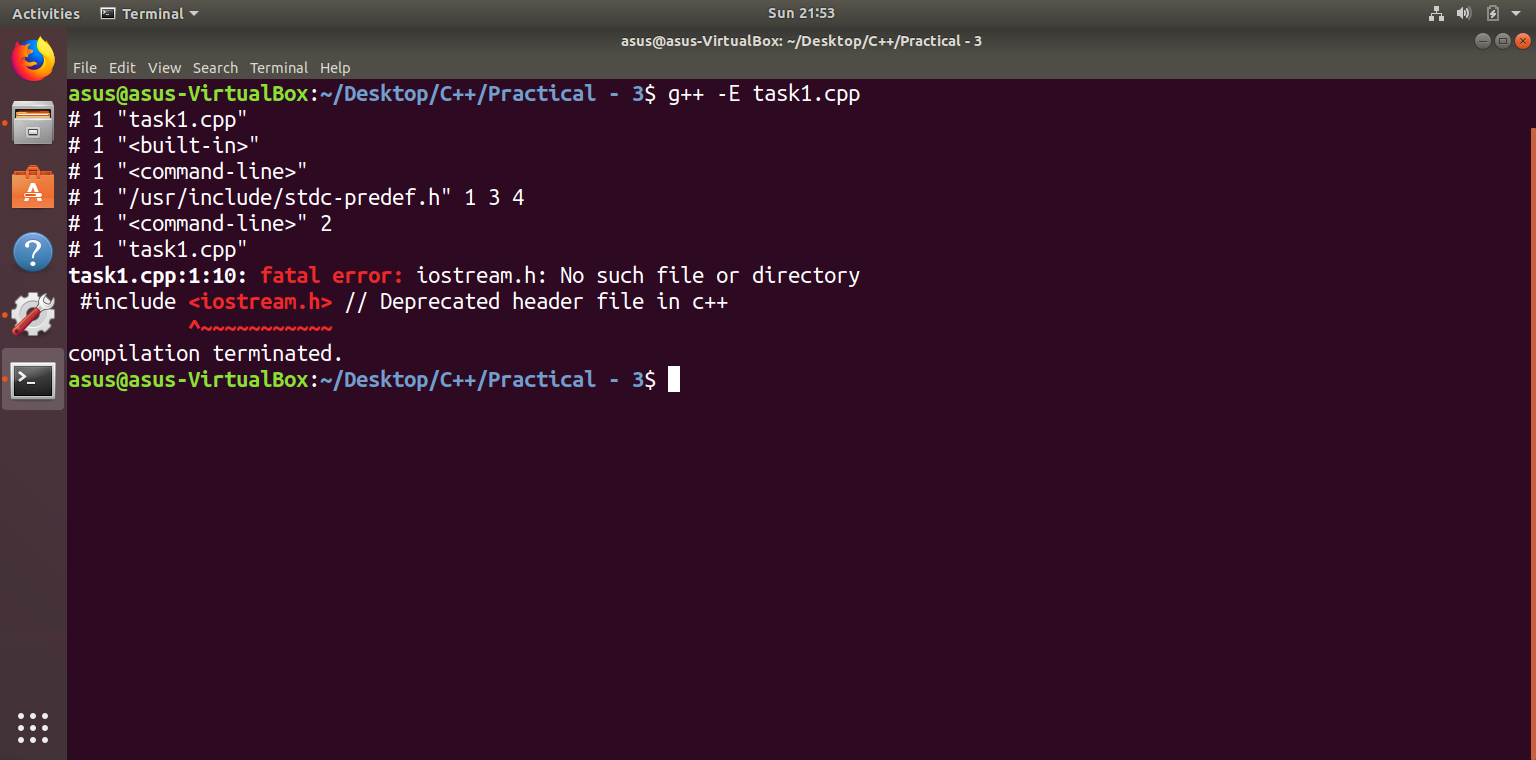 Activities Terminal Sun 21:53
asus@asus-VirtualBox: ~/Desktop/C++/Practical - 3
File Edit View Search Terminal Help
asus@asus-VirtualBox:~/Desktop/C++/Practical - 3$ g++ -E task1.cpp
# 1 "task1.cpp"
# 1 "<built-in>"
# 1 "<command-line>"
# 1 "/usr/include/stdc-predef.h" 1 3 4
# 1 "<command-line>" 2
# 1 "task1.cpp"
task1.cpp:1:10: fatal error: iostream.h: No such file or directory
 #include <iostream.h> // Deprecated header file in c++
          ^~~~~~~~~~~~
compilation terminated.
asus@asus-VirtualBox:~/Desktop/C++/Practical - 3$